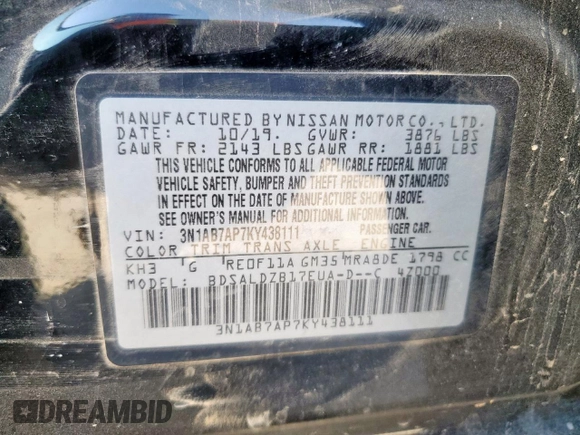 MANUFACTURED BY NISSAN MOTOR CO., LTD.
DATE: 10/19. GVWR: 3876 LBS
GAWR FR: 2143 LBS GAWR RR: 1881 LBS
THIS VEHICLE CONFORMS TO ALL APPLICABLE FEDERAL MOTOR
VEHICLE SAFETY, BUMPER AND THEFT PREVENTION STANDARDS
IN EFFECT ON THE DATE OF MANUFACTURE SHOWN ABOVE.
SEE OWNER'S MANUAL FOR ADDITIONAL INFORMATION.
VIN: 3N1AB7AP7KY438111 PASSENGER CAR.
COLOR TRIM TRANS AXLE ENGINE
KH3 G RE0F11A GM35 MRA8DE 1798 CC
MODEL: BDSALDZB17EUA-D--C 47000
3N1AB7AP7KY438111
DREAMBID